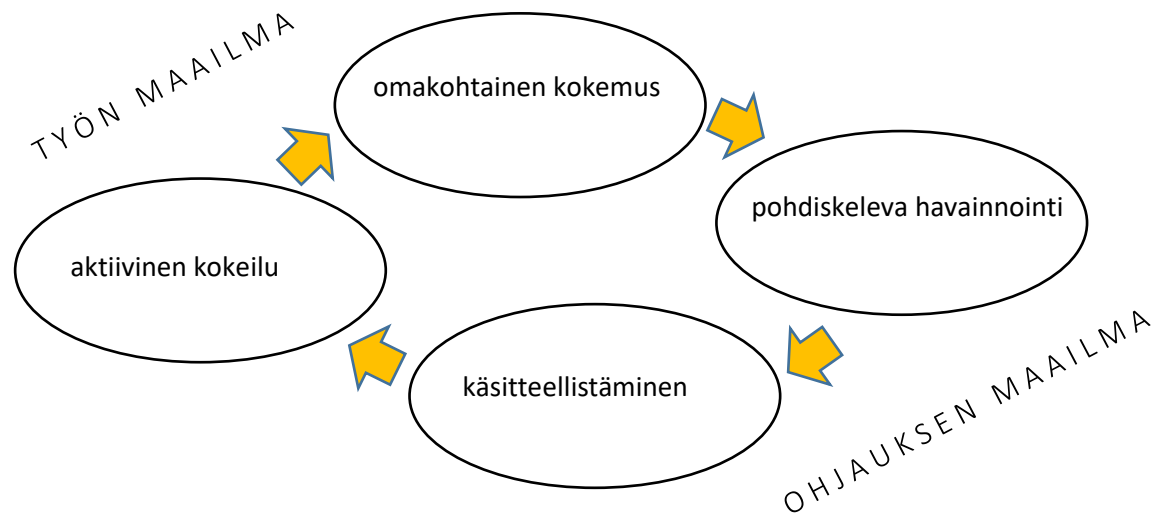 TYÖN MAAILMA
omakohtainen kokemus
pohdiskeleva havainnointi
aktiivinen kokeilu
käsitteellistäminen
OHJAUKSEN MAAILMA